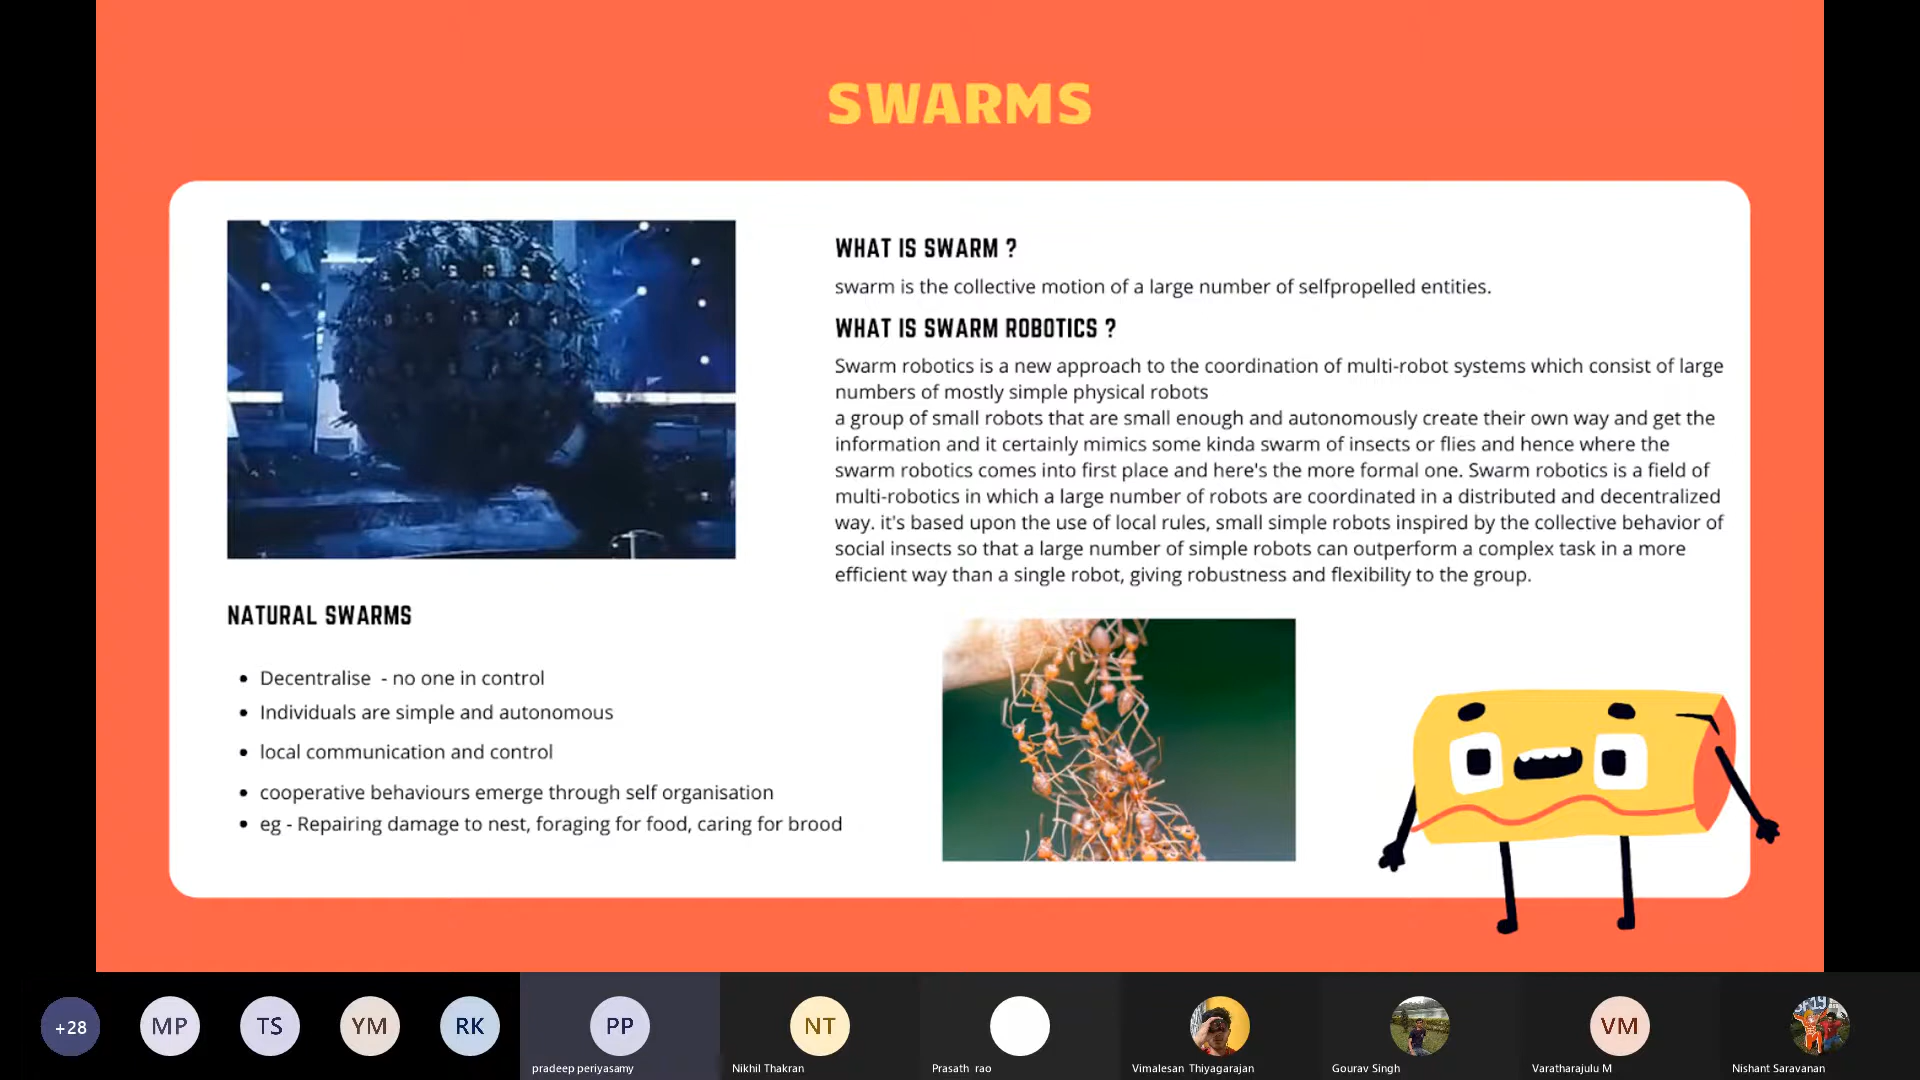 SWARMS
WHAT IS SWARM ?
swarm is the collective motion of a large number of selfpropelled entities.
WHAT IS SWARM ROBOTICS ?
Swarm robotics is a new approach to the coordination of multi-robot systems which consist of large
numbers of mostly simple physical robots
a group of small robots that are small enough and autonomously create their own way and get the
information and it certainly mimics some kinda swarm of insects or flies and hence where the
swarm robotics comes into first place and here's the more formal one. Swarm robotics is a field of
multi-robotics in which a large number of robots are coordinated in a distributed and decentralized
way. it's based upon the use of local rules, small simple robots inspired by the collective behavior of
social insects so that a large number of simple robots can outperform a complex task in a more
efficient way than a single robot, giving robustness and flexibility to the group.
NATURAL SWARMS
Decentralise - no one in control
Individuals are simple and autonomous
local communication and control
cooperative behaviours emerge through self organisation
eg - Repairing damage to nest, foraging for food, caring for brood
+28
MP
TS
YM
RK
PP
pradeep periyasamy
NT
Nikhil Thakran
Prasath rao
Vimalesan Thiyagarajan
Gourav Singh
VM
Varatharajulu M
Nishant Saravanan